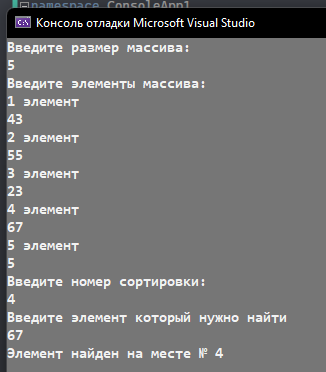 namespace ConsoleApp1
Консоль отладки Microsoft Visual Studio
Введите размер массива:
5
Введите элементы массива:
1 элемент
43
2 элемент
55
3 элемент
23
4 элемент
67
5 элемент
5
Введите номер сортировки:
4
Введите элемент который нужно найти
67
Элемент найден на месте № 4